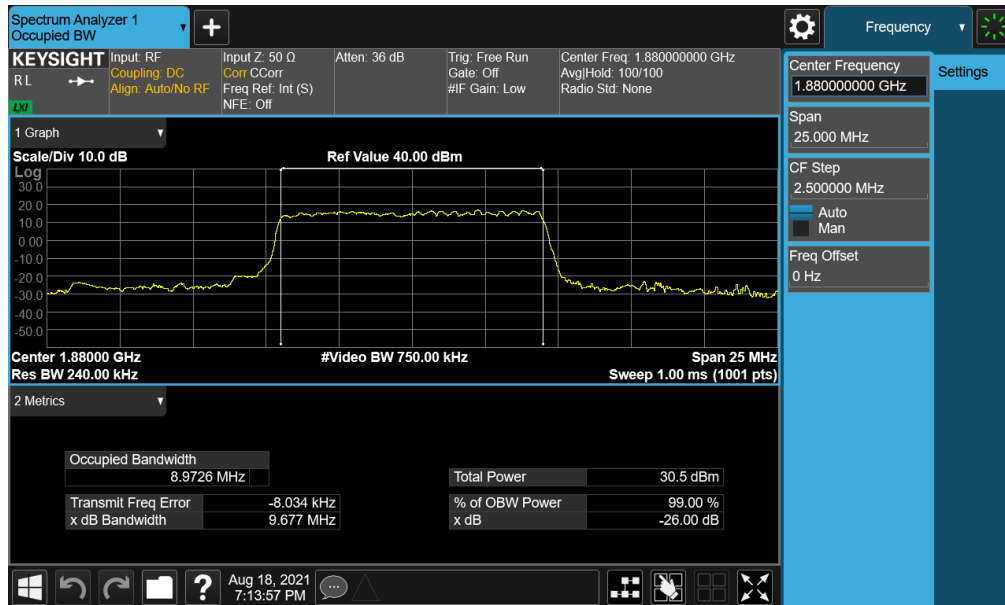 Spectrum Analyzer 1
Occupied BW
Frequency
KEYSIGHT
R L
LXI
Input: RF
Coupling: DC
Align: Auto/No RF
Input Z: 50 Ω
Corr CCorr
Freq Ref: Int (S)
NFE: Off
Atten: 36 dB
Trig: Free Run
Gate: Off
#IF Gain: Low
Center Freq: 1.880000000 GHz
Avg|Hold: 100/100
Radio Std: None
Center Frequency
1.880000000 GHz
Settings
Span
25.000 MHz
CF Step
2.500000 MHz
Auto
Man
Freq Offset
0 Hz
1 Graph
Scale/Div 10.0 dB
Ref Value 40.00 dBm
Log
30.0
20.0
10.0
0.00
-10.0
-20.0
-30.0
-40.0
-50.0
Center 1.88000 GHz
#Video BW 750.00 kHz
Span 25 MHz
Res BW 240.00 kHz
Sweep 1.00 ms (1001 pts)
2 Metrics
Occupied Bandwidth
8.9726 MHz
Total Power 30.5 dBm
Transmit Freq Error -8.034 kHz
% of OBW Power 99.00 %
x dB Bandwidth 9.677 MHz
x dB -26.00 dB
?
Aug 18, 2021
7:13:57 PM